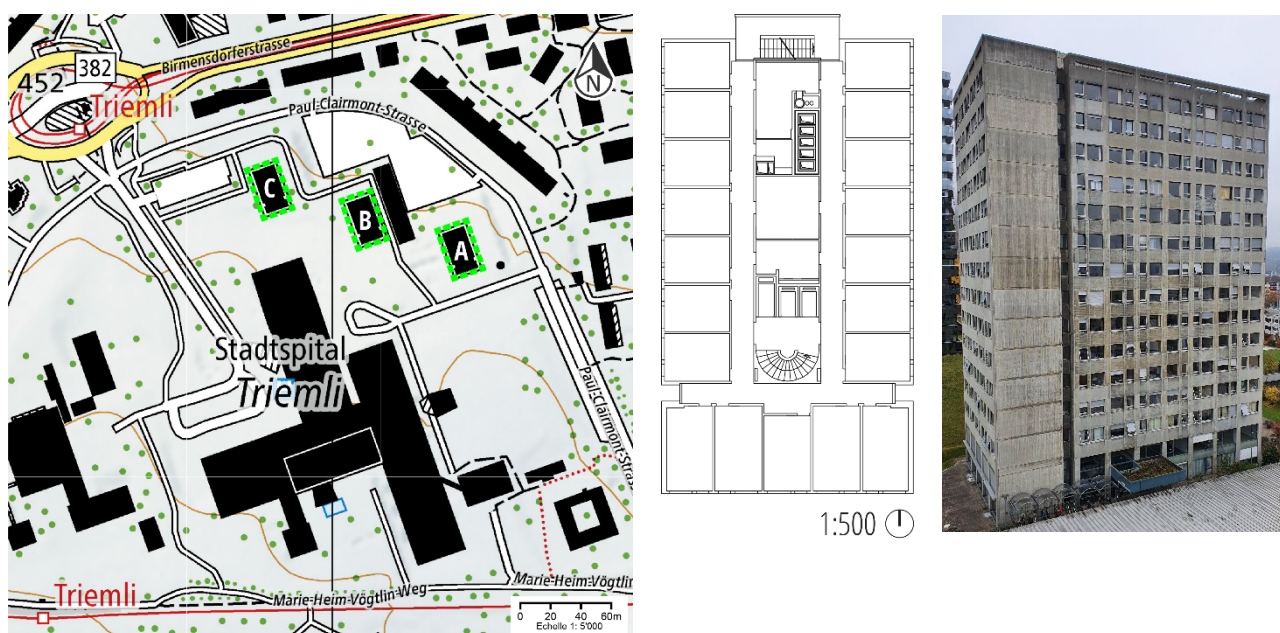 452
382
Birmensdorferstrasse
N
Triemli
Paul-Clairmont-Strasse
C
B
A
Stadtspital
Triemli
Paul-Clairmont-Stra
Triemli
Marie-Heim-Vögtlin-Weg
Marie-Heim-Vögtlin
0 20 40 60m
Echelle 1: 5'000
1:500